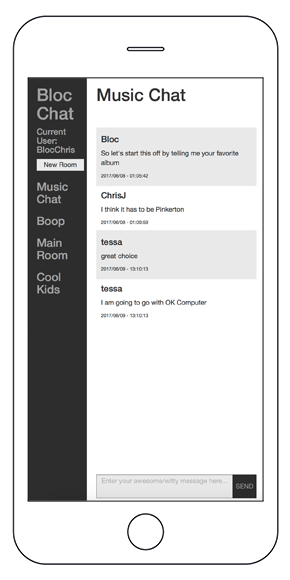 Bloc
Chat
Current
User:
BlocChris
New Room
Music
Chat
Boop
Main
Room
Cool
Kids
Music Chat
Bloc
So let's start this off by telling me your favorite
album
2017/06/08 - 01:05:42
ChrisJ
I think it has to be Pinkerton
2017/06/08 - 01:09:59
tessa
great choice
2017/06/09 - 13:10:13
tessa
I am going to go with OK Computer
2017/06/09 - 13:10:13
Enter your awesome/witty message here...
SEND